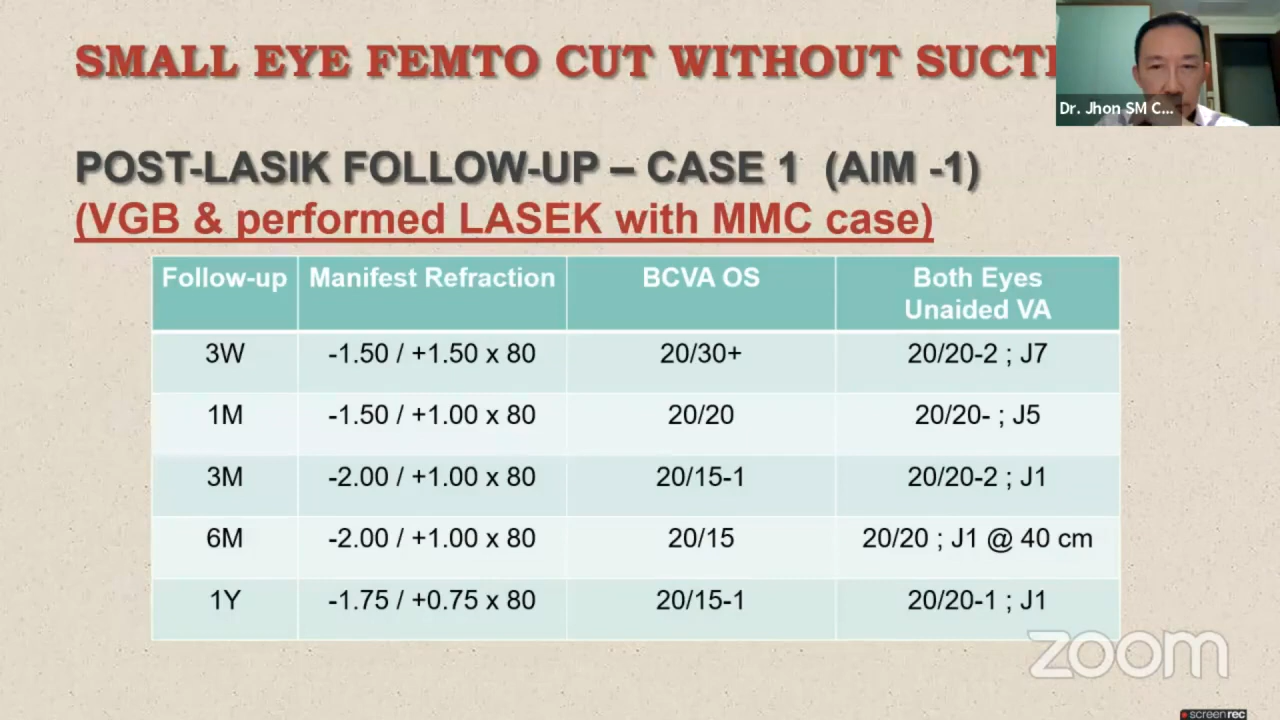 SMALL EYE FEMTO CUT WITHOUT
Dr. Jhon SM C...
POST-LASIK FOLLOW-UP – CASE 1 (AIM -1)
(VGB & performed LASEK with MMC case)
Follow-up Manifest Refraction BCVA OS Both Eyes Unaided VA
3W -1.50 / +1.50 x 80 20/30+ 20/20-2 ; J7
1M -1.50 / +1.00 x 80 20/20 20/20- ; J5
3M -2.00 / +1.00 x 80 20/15-1 20/20-2 ; J1
6M -2.00 / +1.00 x 80 20/15 20/20 ; J1 @ 40 cm
1Y -1.75 / +0.75 x 80 20/15-1 20/20-1 ; J1
zoom
screenrec